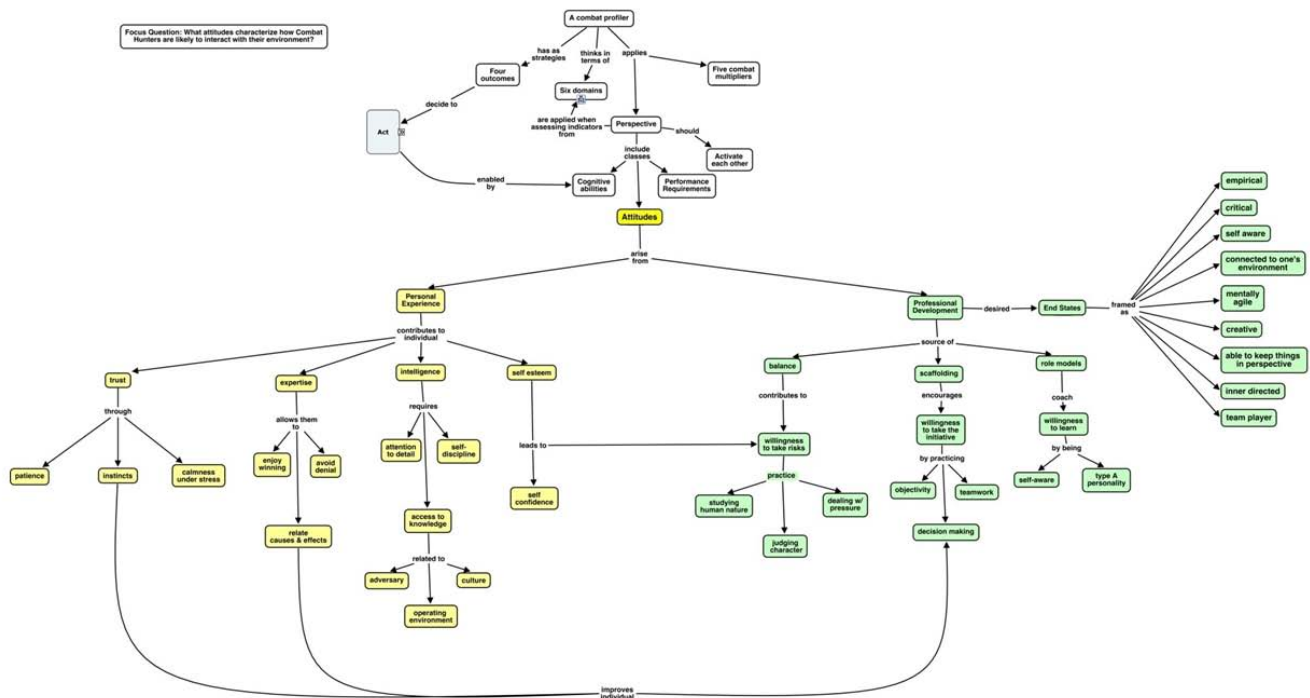 Focus Question: What attitudes characterize how Combat
Hunters are likely to interact with their environment?
A combat profiler
has as
strategies
thinks in
terms of
applies
Four
outcomes
Six domains
Five combat
multipliers
decide to
Act
are applied when
assessing indicators
from
Perspective
should
Activate
each other
include
classes
enabled
by
Cognitive
abilities
Performance
Requirements
Attitudes
arise
from
Personal
Experience
Professional
Development
desired
End States
framed
as
empirical
critical
self aware
connected to one's
environment
mentally
agile
creative
able to keep things
in perspective
inner directed
team player
contributes to
individual
trust
expertise
intelligence
self esteem
through
patience
instincts
calmness
under stress
allows them
to
enjoy
winning
avoid
denial
relate
causes & effects
requires
attention
to detail
self-
discipline
access to
knowledge
related to
adversary
culture
operating
environment
leads to
self
confidence
source of
balance
scaffolding
role models
contributes to
willingness
to take risks
practice
studying
human nature
dealing w/
pressure
judging
character
encourages
willingness
to take the
initiative
by practicing
objectivity
teamwork
decision making
coach
willingness
to learn
by being
self-aware
type A
personality
improves
individual